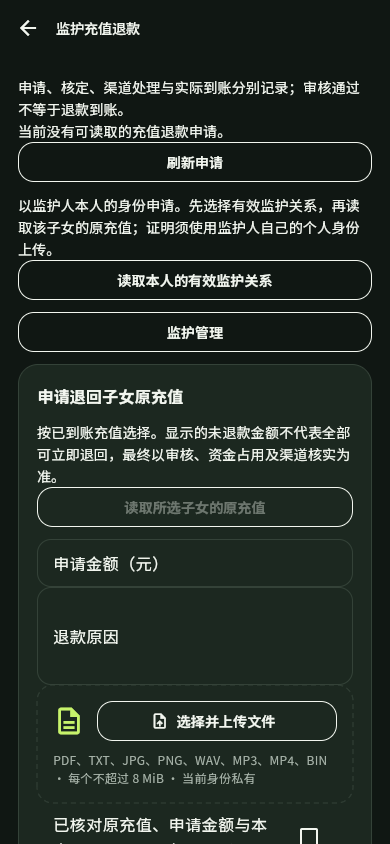 监护充值退款
申请、核定、渠道处理与实际到账分别记录；审核通过
不等于退款到账。
当前没有可读取的充值退款申请。
刷新申请
以监护人本人的身份申请。先选择有效监护关系，再读
取该子女的原充值；证明须使用监护人自己的个人身份
上传。
读取本人的有效监护关系
监护管理
申请退回子女原充值
按已到账充值选择。显示的未退款金额不代表全部
可立即退回，最终以审核、资金占用及渠道核实为
准。
读取所选子女的原充值
申请金额（元）
退款原因
选择并上传文件
PDF、TXT、JPG、PNG、WAV、MP3、MP4、BIN
· 每个不超过 8 MiB · 当前身份私有
已核对原充值、申请金额与本